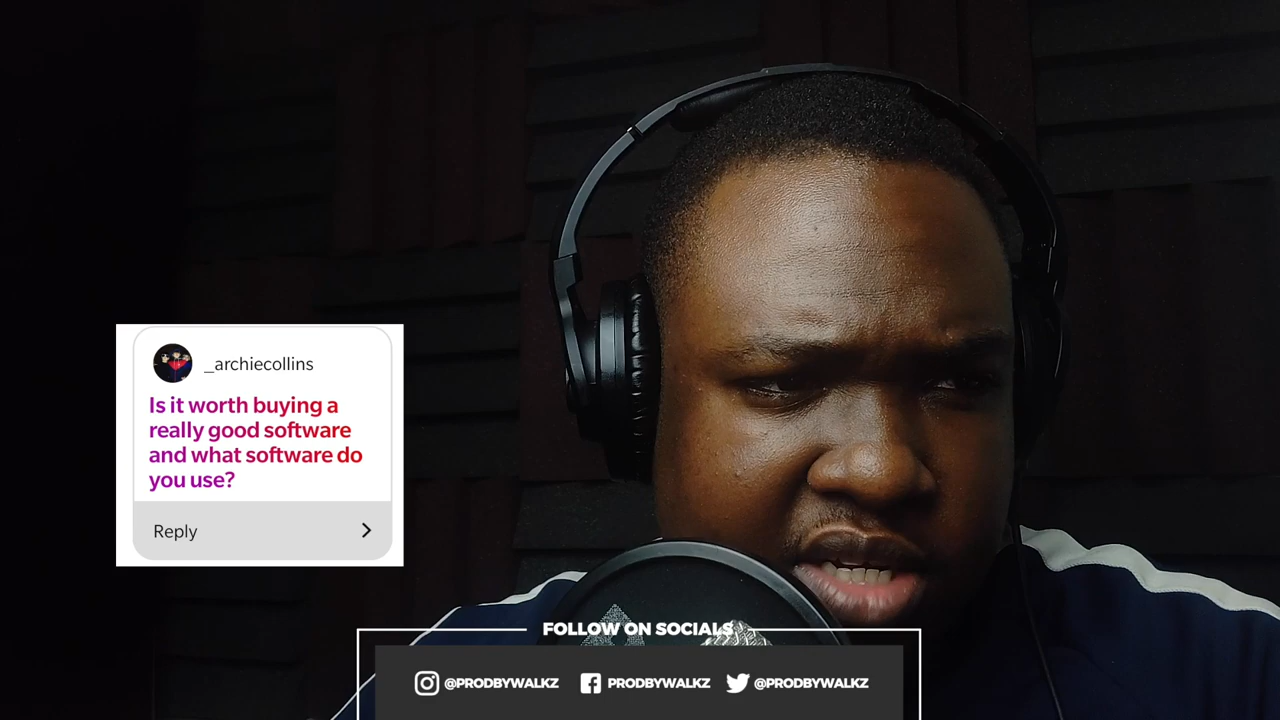 _archiecollins
Is it worth buying a
really good software
and what software do
you use?
Reply
FOLLOW ON SOCIALS
@PRODBYWALKZ PRODBYWALKZ @PRODBYWALKZ